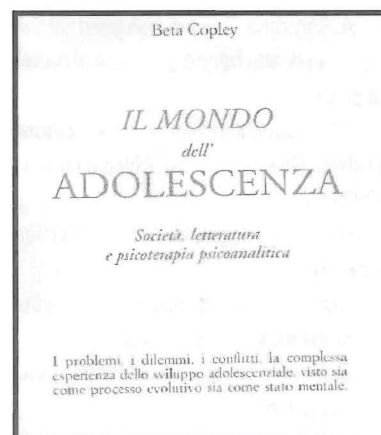 Beta Copley
IL MONDO
dell'
ADOLESCENZA
Società, letteratura
e psicoterapia psicoanalitica
I problemi, i dilemmi, i conflitti, la complessa
esperienza dello sviluppo adolescenziale, visto sia
come processo evolutivo sia come stato mentale.